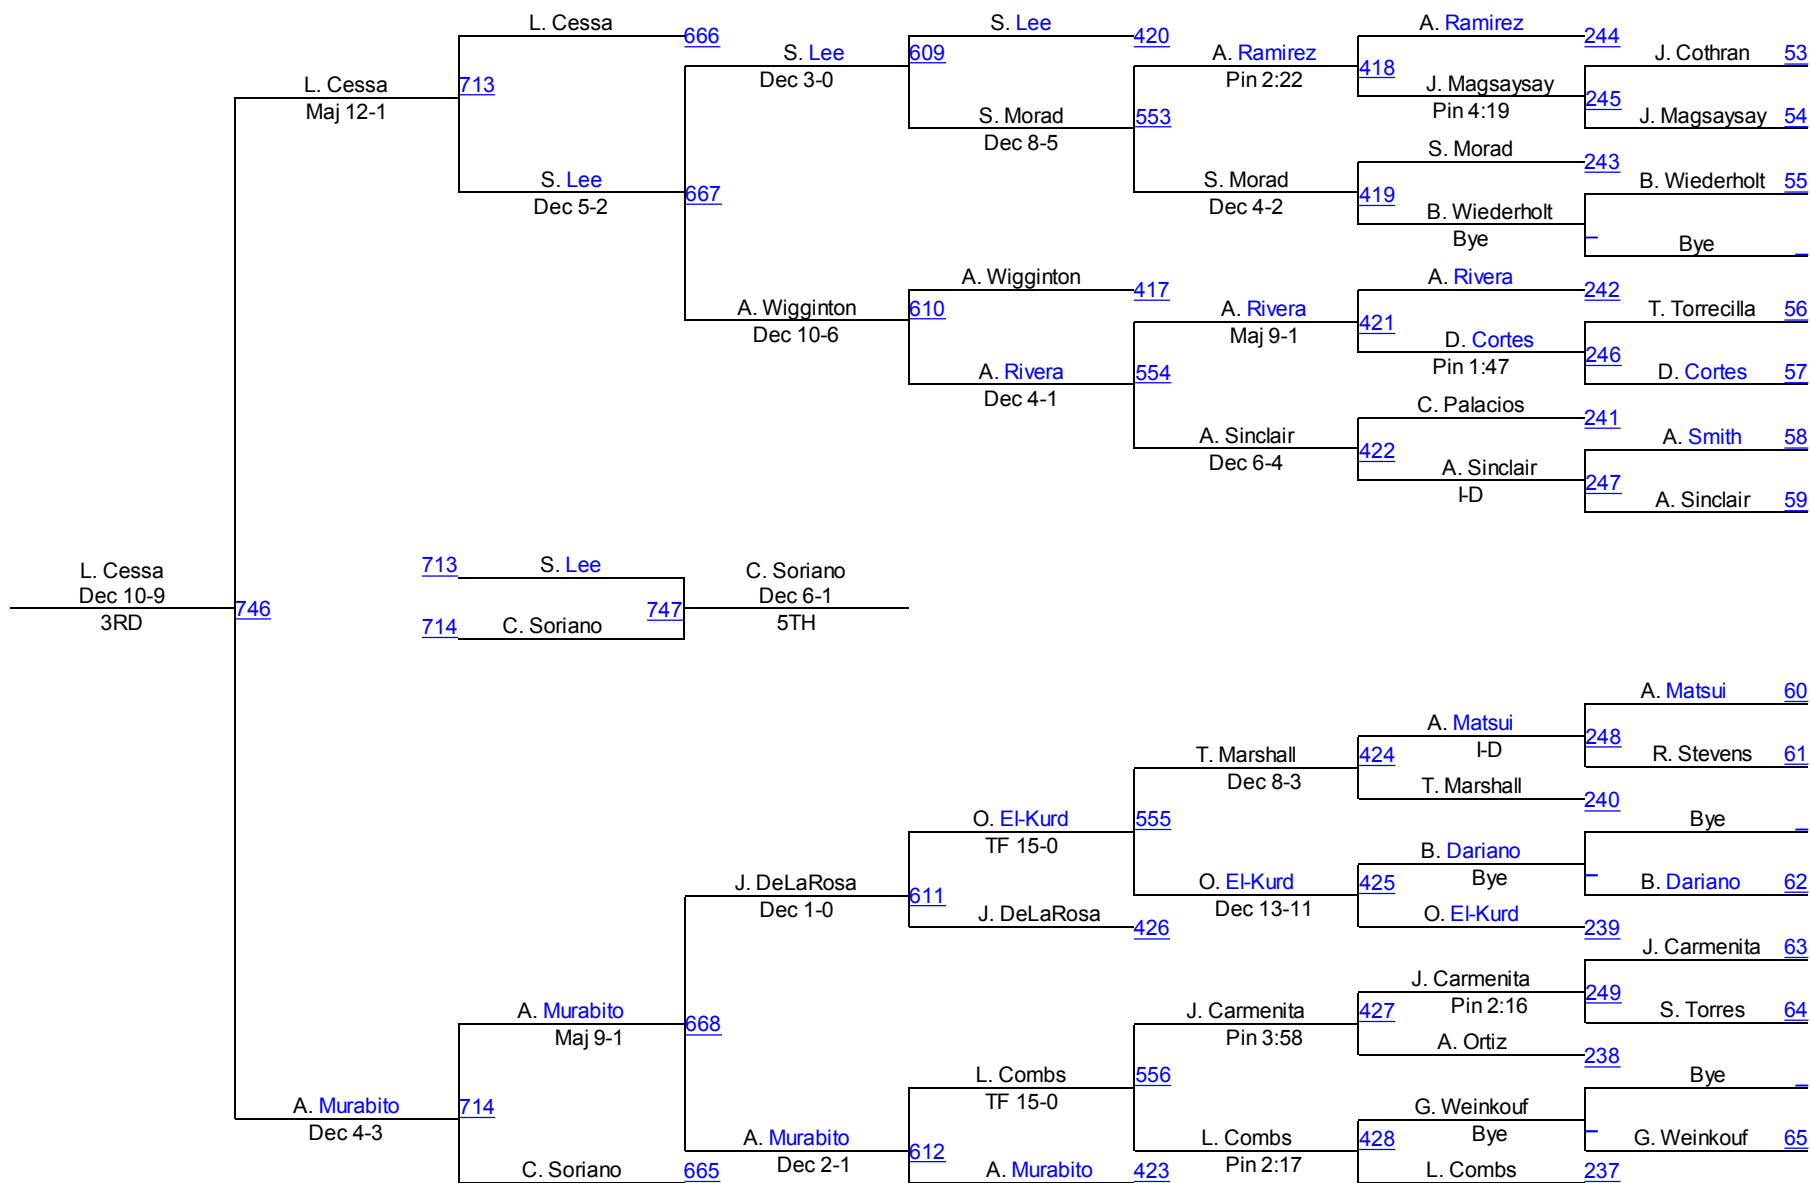 L. Cessa
666
S. Lee
420
A. Ramirez
244
S. Lee
609
A. Ramirez
J. Cothran 53
Dec 3-0
Pin 2:22
418
L. Cessa
713
J. Magsaysay
245
Maj 12-1
Pin 4:19
S. Morad
553
J. Magsaysay 54
Dec 8-5
S. Morad
243
S. Lee
667
S. Morad
419
B. Wiederholt 55
Dec 5-2
Dec 4-2
B. Wiederholt
Bye
Bye
A. Wigginton
417
A. Rivera
242
A. Wigginton
610
A. Rivera
421
T. Torrecilla 56
Dec 10-6
Maj 9-1
D. Cortes
246
Pin 1:47
A. Rivera
554
D. Cortes 57
Dec 4-1
C. Palacios
241
A. Sinclair
422
A. Smith 58
Dec 6-4
A. Sinclair
247
I-D
A. Sinclair 59
L. Cessa
713
S. Lee
C. Soriano
Dec 10-9
746
747
Dec 6-1
3RD
714
C. Soriano
5TH
A. Matsui 60
A. Matsui
248
T. Marshall
424
I-D
R. Stevens 61
Dec 8-3
T. Marshall
240
O. El-Kurd
555
Bye
TF 15-0
B. Dariano
J. DeLaRosa
611
O. El-Kurd
425
Bye
B. Dariano 62
Dec 1-0
Dec 13-11
J. DeLaRosa
426
O. El-Kurd
239
J. Carmenita 63
J. Carmenita
249
A. Murabito
668
J. Carmenita
427
Pin 2:16
S. Torres 64
Maj 9-1
Pin 3:58
A. Ortiz
238
L. Combs
556
Bye
TF 15-0
A. Murabito
714
G. Weinkouf
Dec 4-3
A. Murabito
612
L. Combs
428
Bye
G. Weinkouf 65
Dec 2-1
Pin 2:17
C. Soriano
665
A. Murabito
423
L. Combs
237